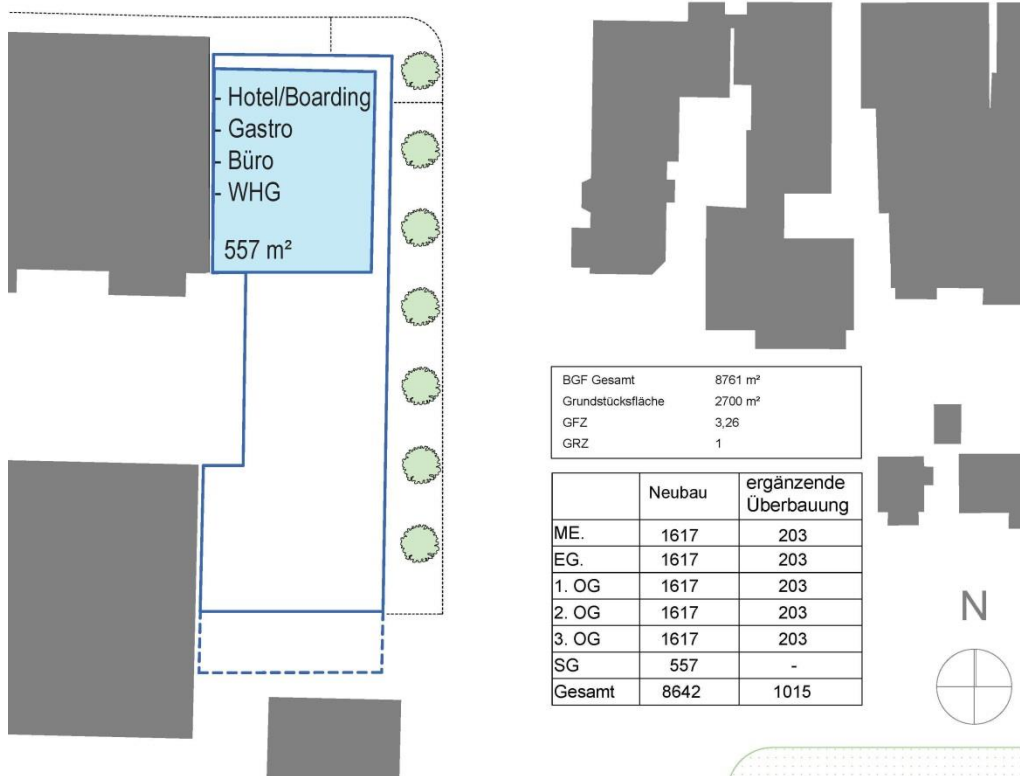 - Hotel/Boarding
- Gastro
- Büro
- WHG
557 m²
BGF Gesamt 8761 m²
Grundstücksfläche 2700 m²
GFZ 3,26
GRZ 1
Neubau ergänzende
Überbauung
ME. 1617 203
EG. 1617 203
1. OG 1617 203
2. OG 1617 203
3. OG 1617 203
SG 557 -
Gesamt 8642 1015
N